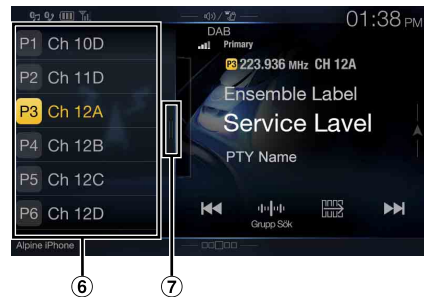 01:38 PM
DAB
Primary
P1 Ch 10D
P2 Ch 11D
P3 Ch 12A
P4 Ch 12B
P5 Ch 12C
P6 Ch 12D
P3 223.936 MHz CH 12A
Ensemble Label
Service Lavel
PTY Name
Grupp Sök
Alpine iPhone
6
7